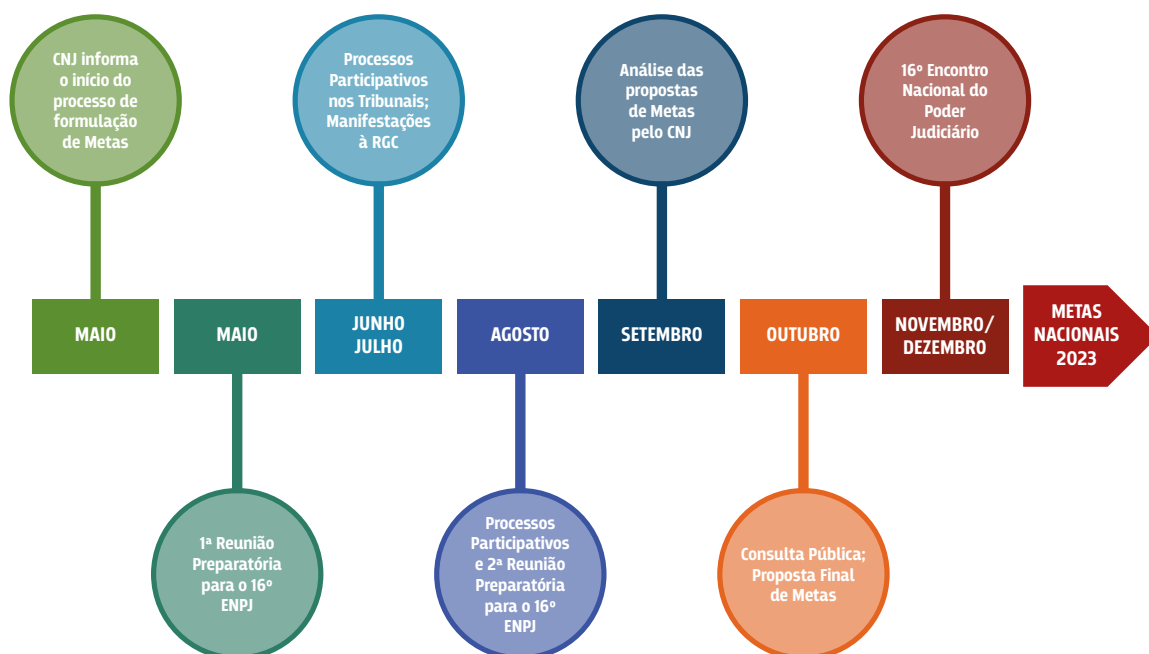 CNJ informa
o início do
processo de
formulação
de Metas
Processos
Participativos
nos Tribunais;
Manifestações
à RGC
Análise das
propostas
de Metas
pelo CNJ
16º Encontro
Nacional do
Poder
Judiciário
MAIO
MAIO
JUNHO
JULHO
AGOSTO
SETEMBRO
OUTUBRO
NOVEMBRO/
DEZEMBRO
METAS
NACIONAIS
2023
1ª Reunião
Preparatória
para o 16º
ENPJ
Processos
Participativos
e 2ª Reunião
Preparatória
para o 16º
ENPJ
Consulta Pública;
Proposta Final
de Metas